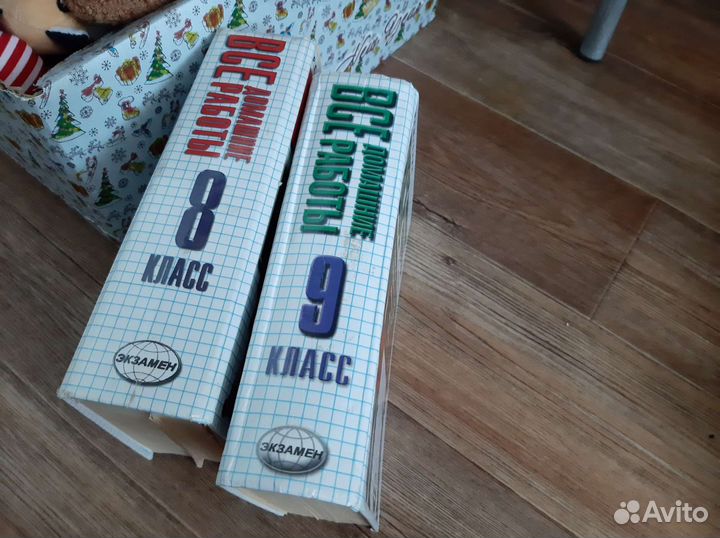 ВСЕ
ДОМАШНИЕ
РАБОТЫ
8
КЛАСС
ЭКЗАМЕН
ВСЕ
ДОМАШНИЕ
РАБОТЫ
9
КЛАСС
ЭКЗАМЕН
Avito